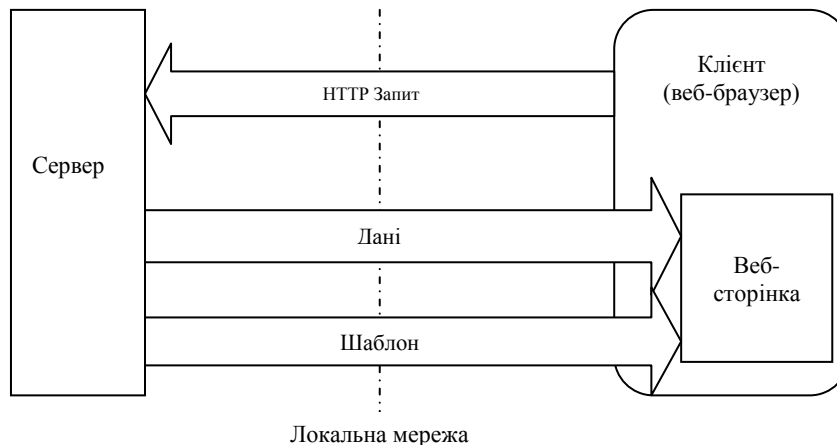 Клієнт
(веб-браузер)
HTTP Запит
Сервер
Дані
Веб-
сторінка
Шаблон
Локальна мережа